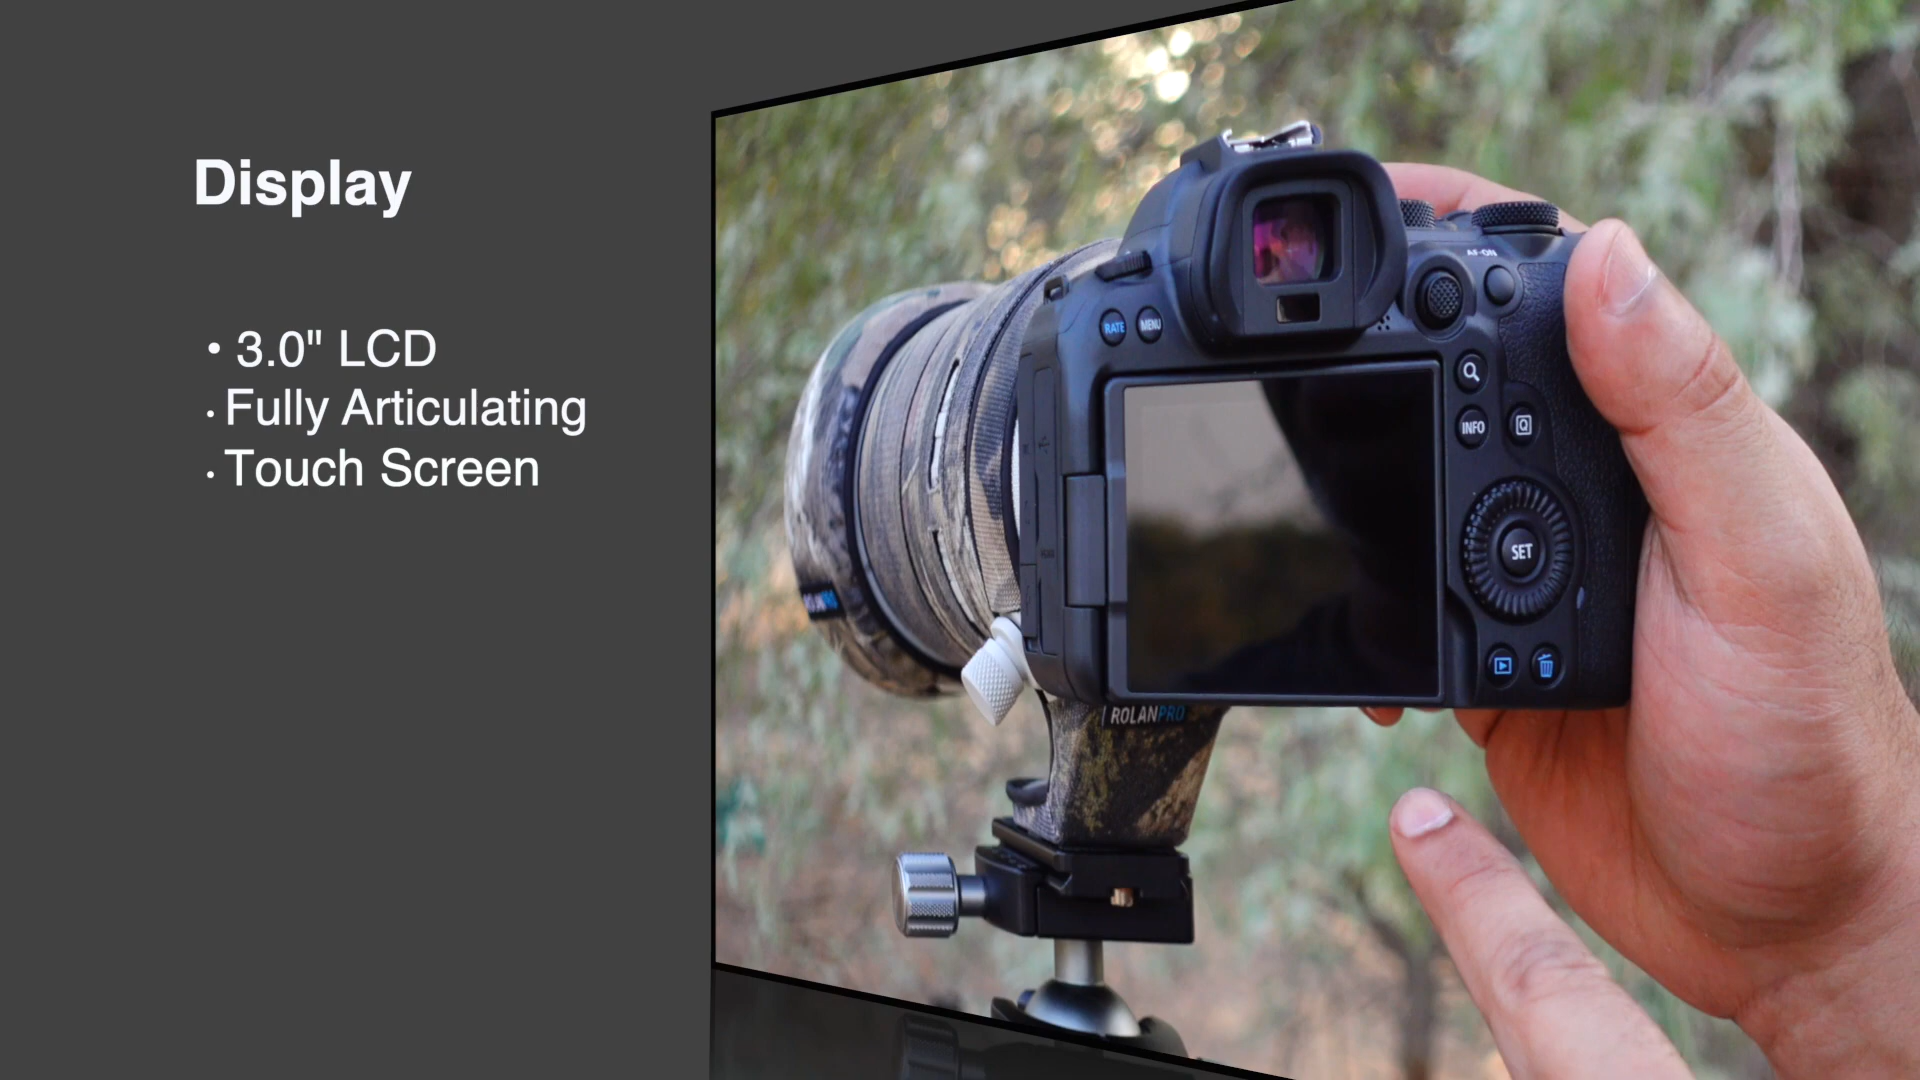 Display
• 3.0" LCD
• Fully Articulating
• Touch Screen
RATE
MENU
AF-ON
INFO
Q
SET
ROLANPRO